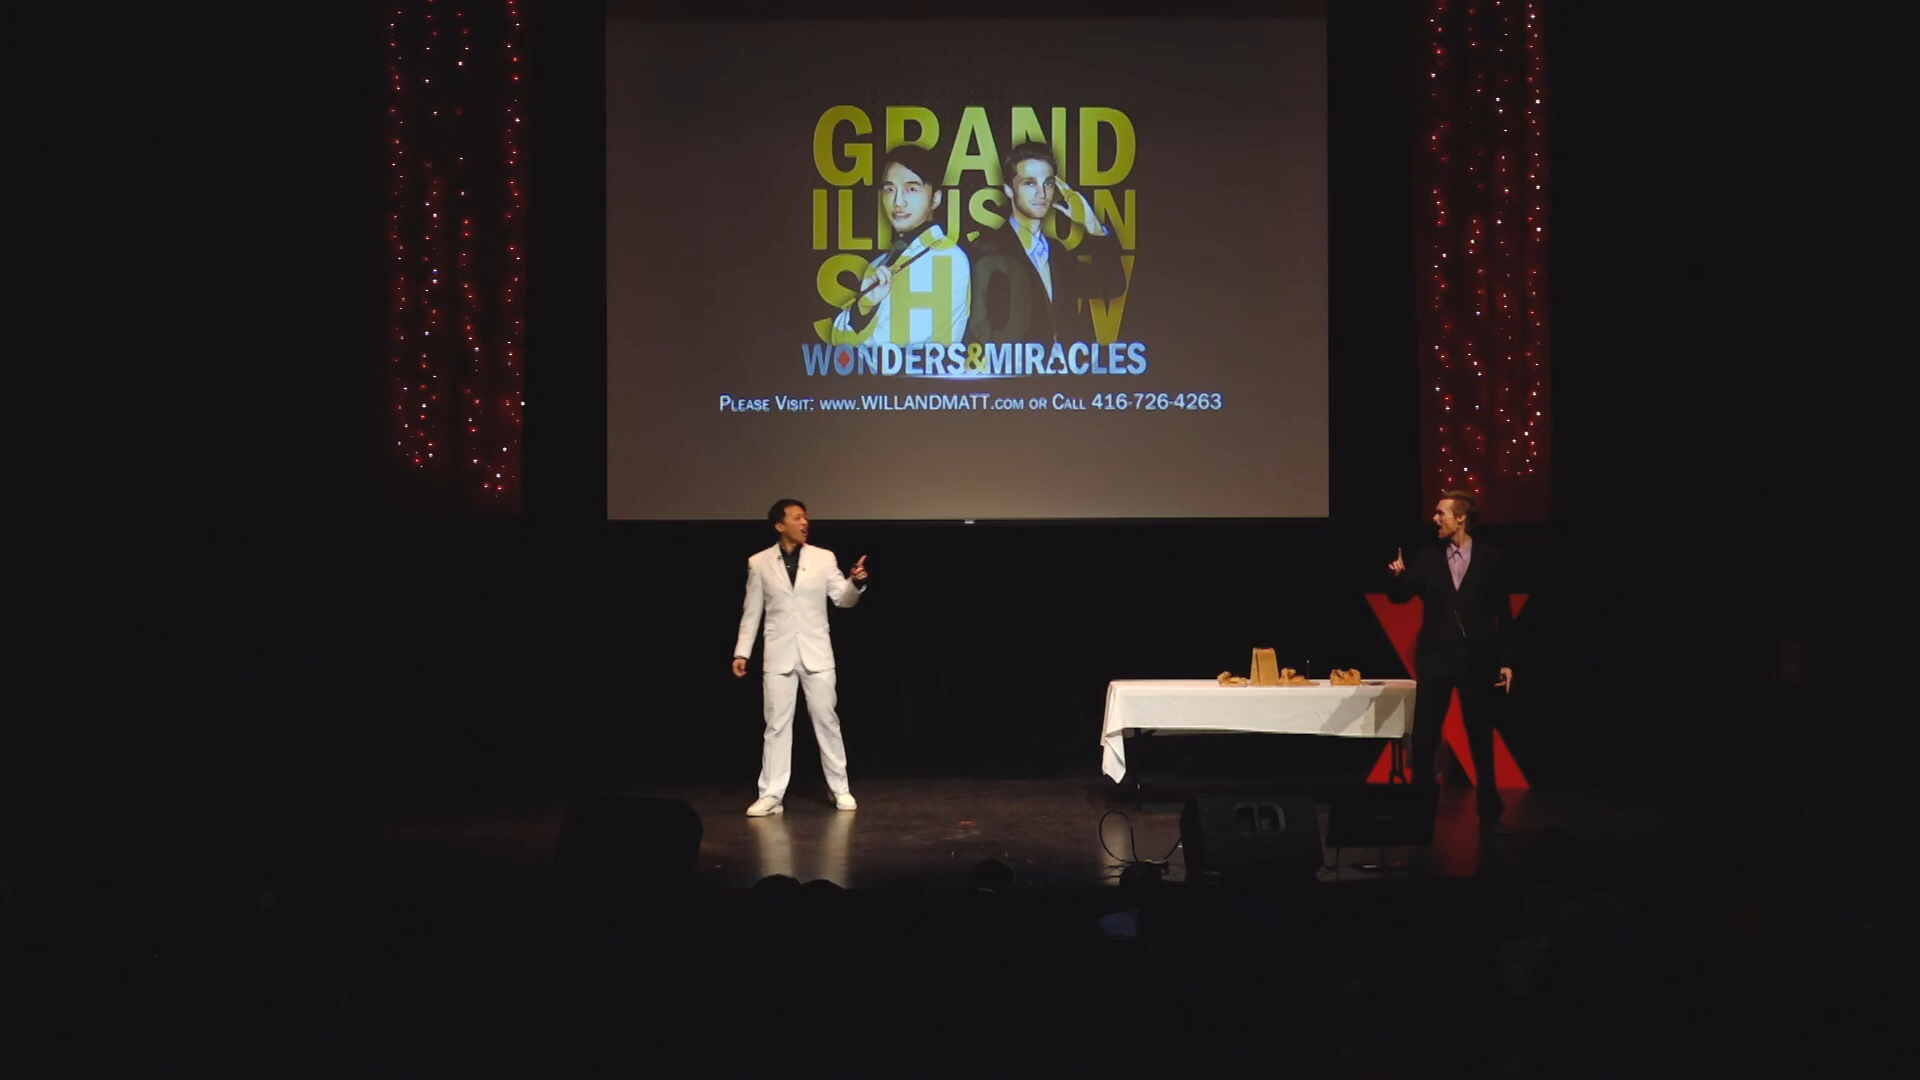 GRAND
ILLUSION
SHOW
WONDERS&MIRACLES
PLEASE VISIT: WWW.WILLANDMATT.COM OR CALL 416-726-4263
X